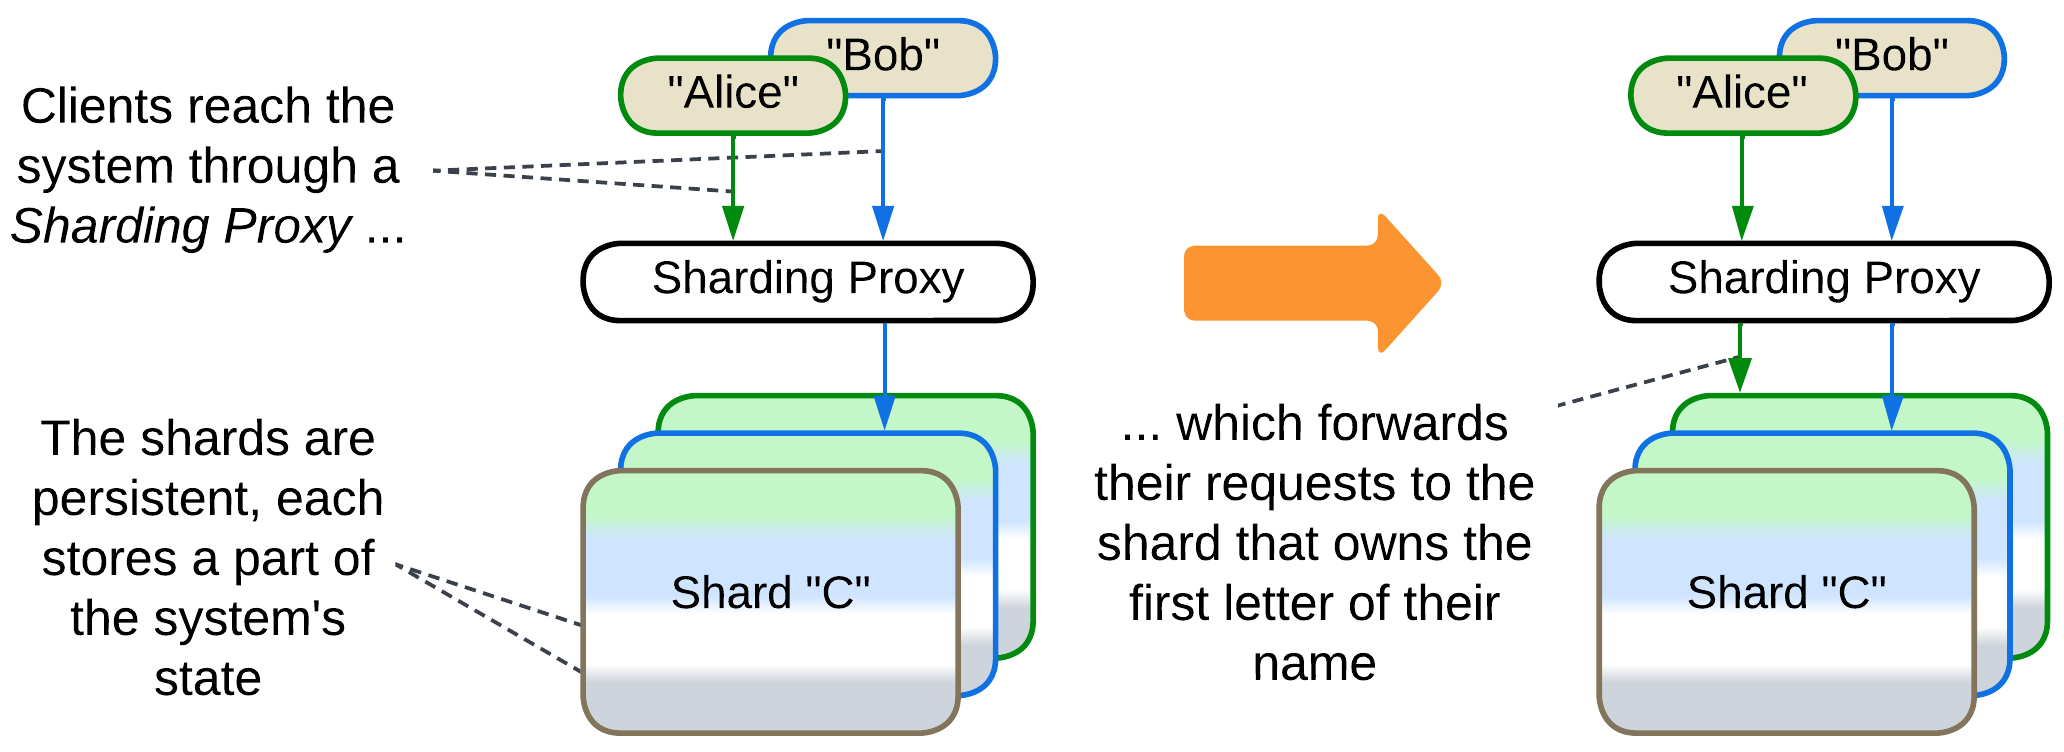 "Bob"
"Alice"
Clients reach the
system through a
Sharding Proxy ...
Sharding Proxy
The shards are
persistent, each
stores a part of
the system's
state
Shard "C"
"Bob"
"Alice"
Sharding Proxy
... which forwards
their requests to the
shard that owns the
first letter of their
name
Shard "C"